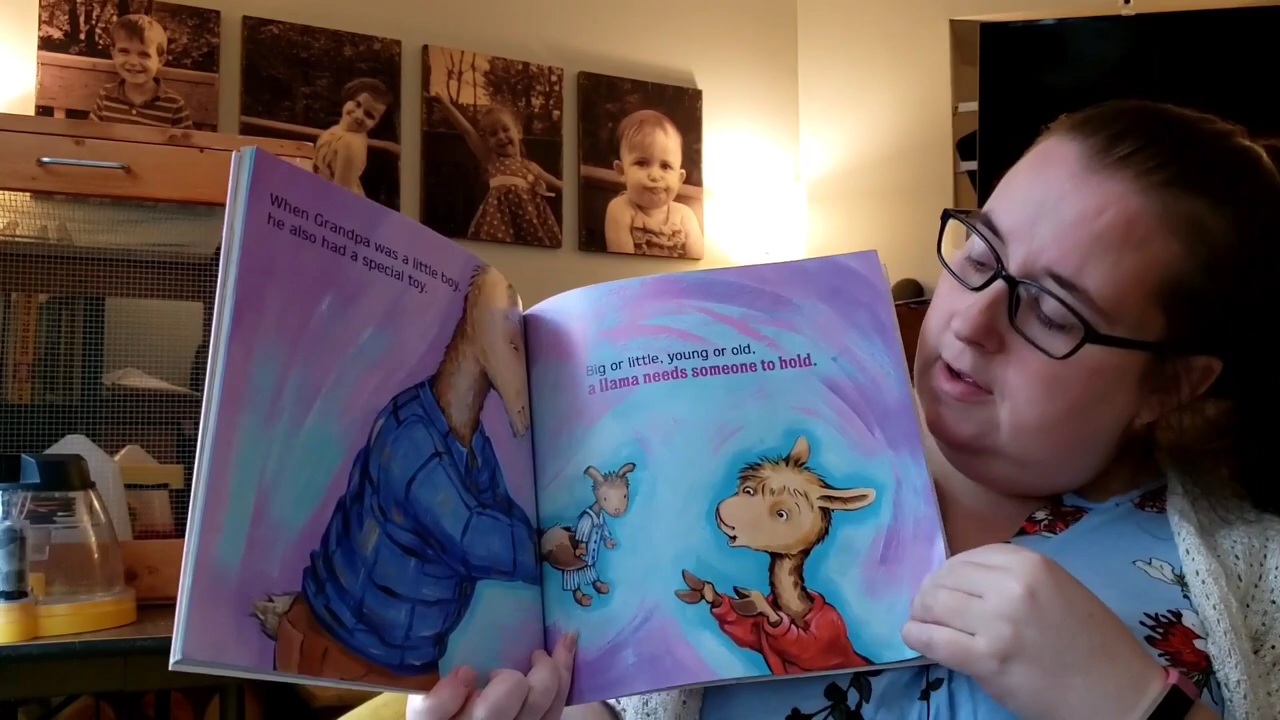 When Grandpa was a little boy,
he also had a special toy.
Big or little, young or old,
a llama needs someone to hold.